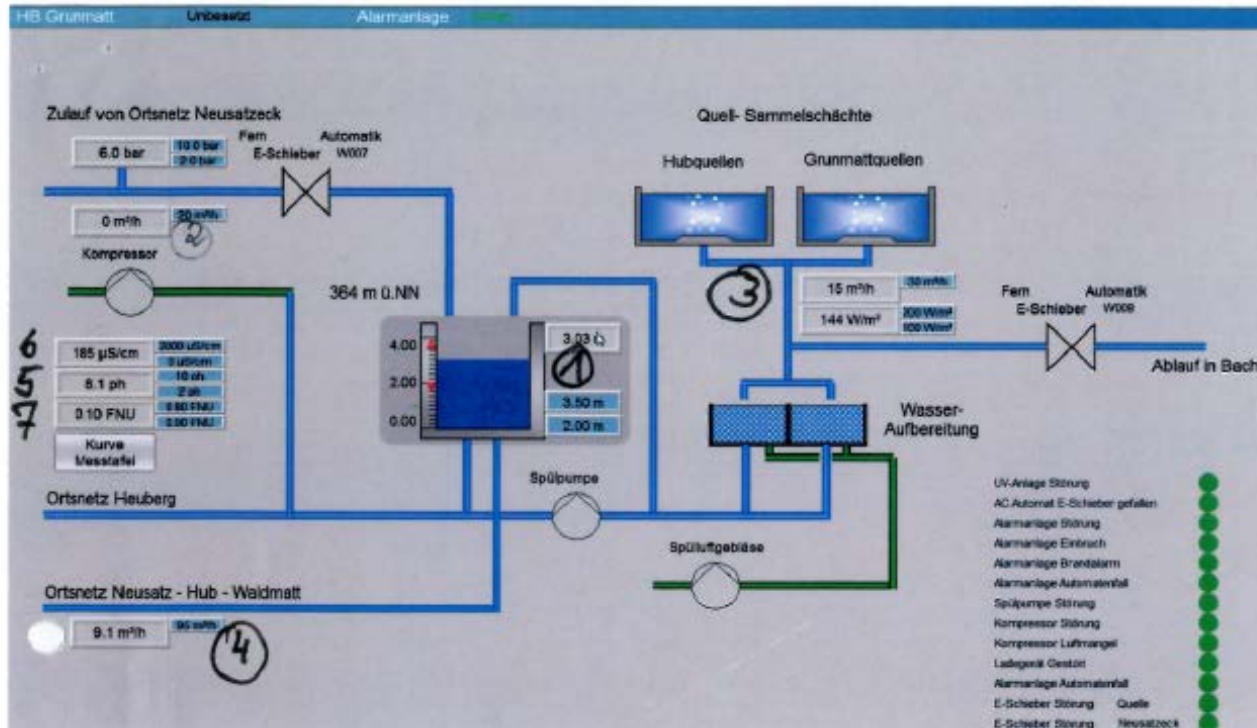 HB Grunmatt Unbesetzt Alarmanlage
Zulauf von Ortsnetz Neusatzeck
6.0 bar 10.0 bar
2.0 bar
Fern Automatik
E-Schieber W007
0 m³/h 20 m³/h
2
Kompressor
364 m ü.NN
Quell- Sammelschächte
Hubquellen Grunmattquellen
3
15 m³/h 30 m³/h
144 W/m² 200 W/m²
100 W/m²
Fern Automatik
E-Schieber W009
Ablauf in Bach
6 185 µS/cm 2000 µS/cm
0 µS/cm
5 8.1 ph 10 ph
2 ph
7 0.10 FNU 0.80 FNU
0.00 FNU
Kurve
Messtafel
4.00 3.03
1
2.00 3.50 m
0.00 2.00 m
Wasser-
Aufbereitung
Ortsnetz Heuberg
Spülpumpe
Spülluftgebläse
Ortsnetz Neusatz - Hub - Waldmatt
9.1 m³/h 95 m³/h
4
UV-Anlage Störung
AC Automat E-Schieber gefallen
Alarmanlage Störung
Alarmanlage Einbruch
Alarmanlage Brandalarm
Alarmanlage Automatenfall
Spülpumpe Störung
Kompressor Störung
Kompressor Luftmangel
Ladegerät Gestört
Alarmanlage Automatenfall
E-Schieber Störung Quelle
E-Schieber Störung Neusatzeck